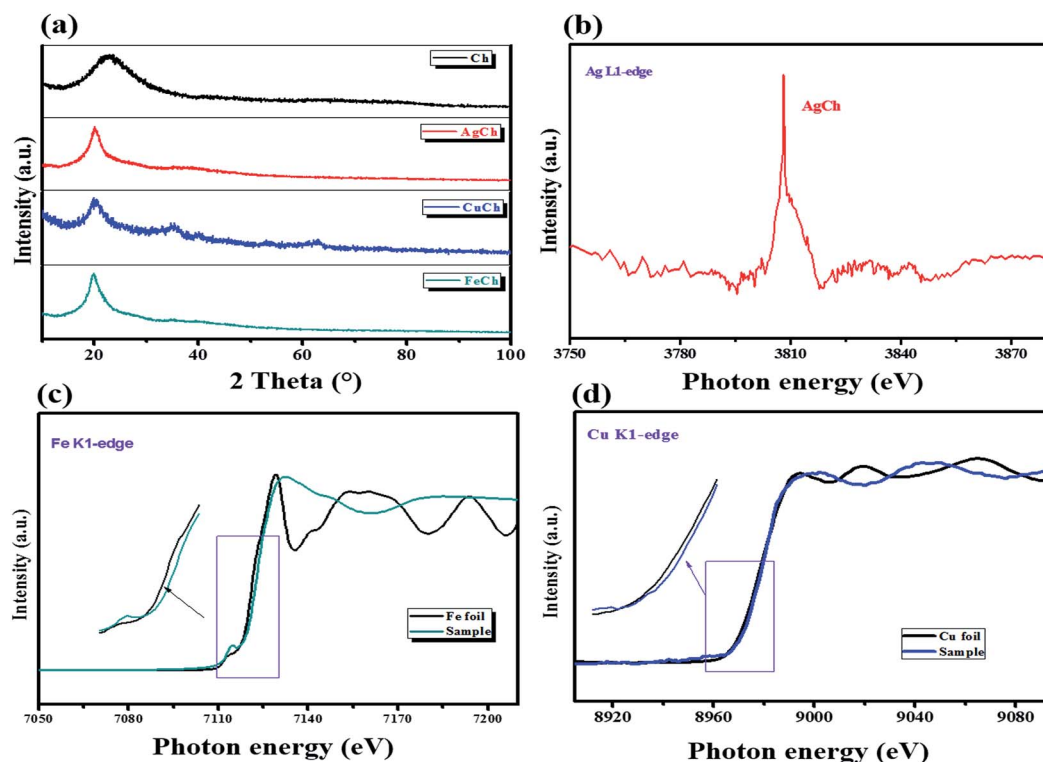 (a)
Intensity (a.u.)
Ch
AgCh
CuCh
FeCh
20 40 60 80 100
2 Theta (°)
(b)
Intensity (a.u.)
Ag L1-edge
AgCh
3750 3780 3810 3840 3870
Photon energy (eV)
(c)
Intensity (a.u.)
Fe K1-edge
Fe foil
Sample
7050 7080 7110 7140 7170 7200
Photon energy (eV)
(d)
Intensity (a.u.)
Cu K1-edge
Cu foil
Sample
8920 8960 9000 9040 9080
Photon energy (eV)